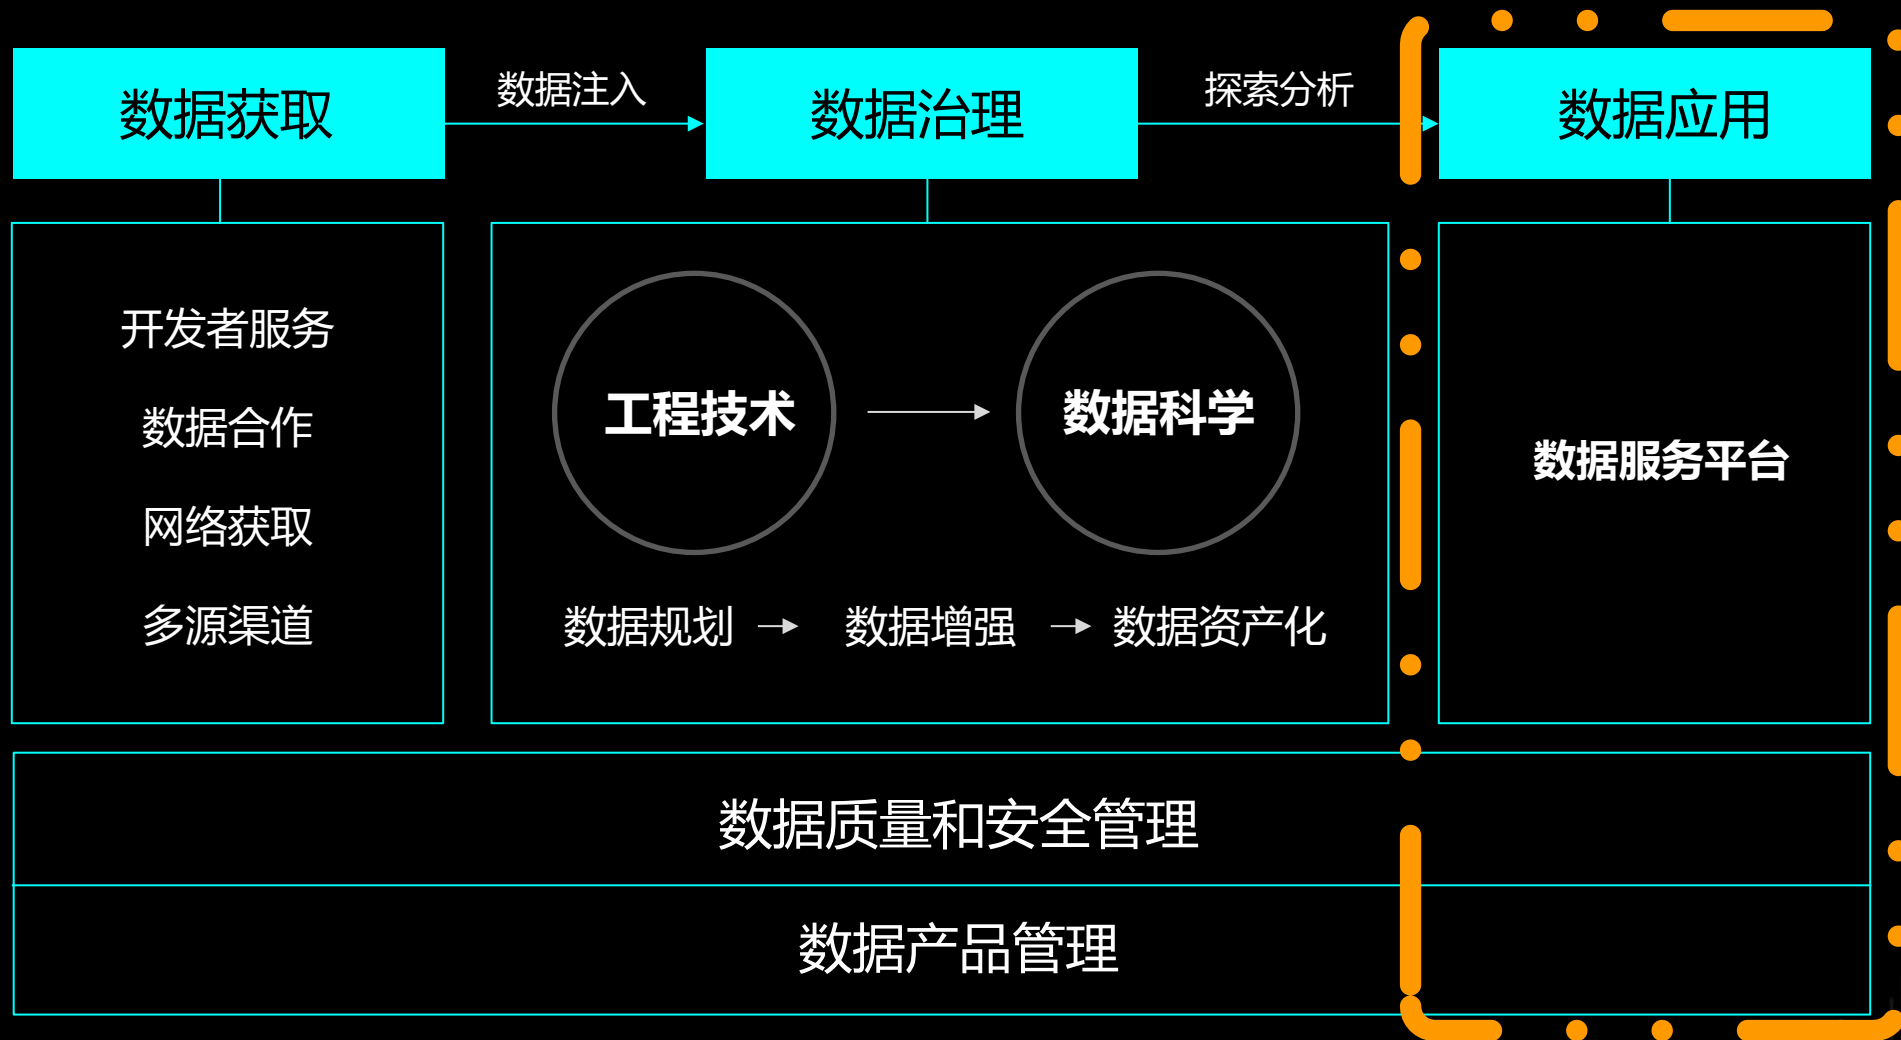 数据获取
数据注入
数据治理
探索分析
数据应用
开发者服务
数据合作
网络获取
多源渠道
工程技术
数据科学
数据规划
数据增强
数据资产化
数据服务平台
数据质量和安全管理
数据产品管理